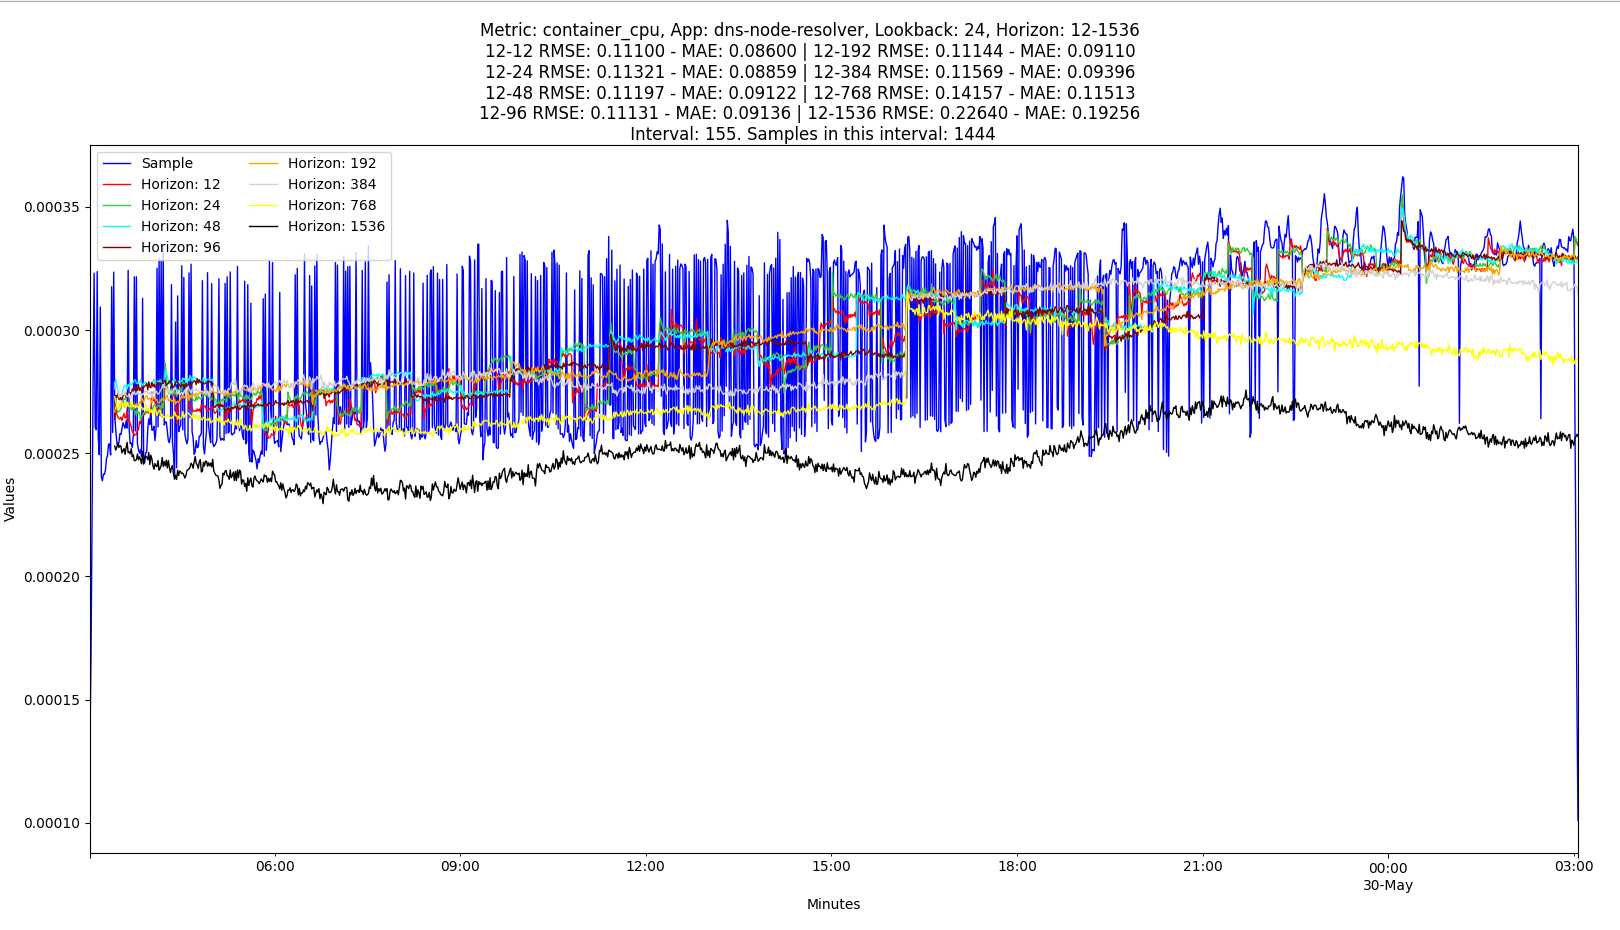 Metric: container_cpu, App: dns-node-resolver, Lookback: 24, Horizon: 12-1536
12-12 RMSE: 0.11100 - MAE: 0.08600 | 12-192 RMSE: 0.11144 - MAE: 0.09110
12-24 RMSE: 0.11321 - MAE: 0.08859 | 12-384 RMSE: 0.11569 - MAE: 0.09396
12-48 RMSE: 0.11197 - MAE: 0.09122 | 12-768 RMSE: 0.14157 - MAE: 0.11513
12-96 RMSE: 0.11131 - MAE: 0.09136 | 12-1536 RMSE: 0.22640 - MAE: 0.19256
Interval: 155. Samples in this interval: 1444
Sample
Horizon: 12
Horizon: 24
Horizon: 48
Horizon: 96
Horizon: 192
Horizon: 384
Horizon: 768
Horizon: 1536
Values
0.00035
0.00030
0.00025
0.00020
0.00015
0.00010
06:00
09:00
12:00
15:00
18:00
21:00
00:00
30-May
03:00
Minutes